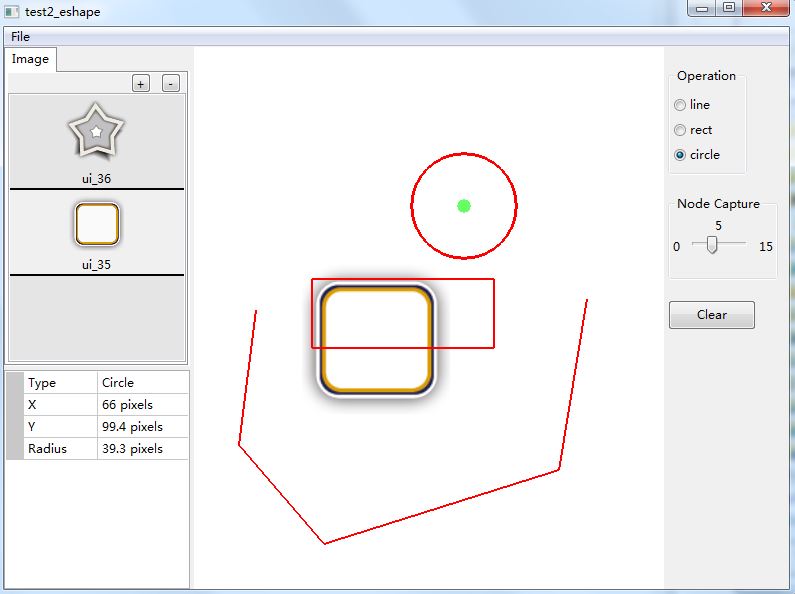 test2_eshape
File
Image
+ -
ui_36
ui_35
Type Circle
X 66 pixels
Y 99.4 pixels
Radius 39.3 pixels
Operation
line
rect
circle
Node Capture
5
0 15
Clear